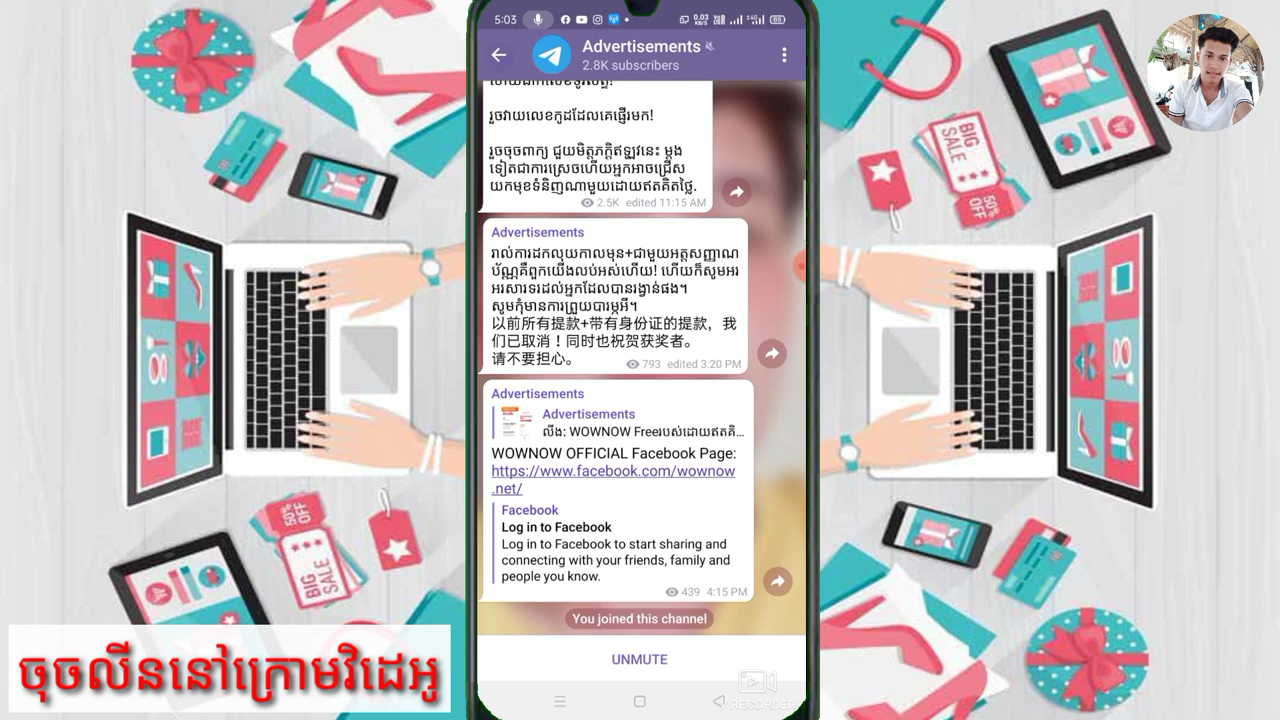 5:03
0.03 KB/S
88
Advertisements
2.8K subscribers
រួចវាយលេខកូដដែលគេផ្ញើរមក!
រួចចុចពាក្យ ជួយមិត្តភក្តិឥឡូវនេះ ម្តង
ទៀតជាការស្រេចហើយអ្នកអាចជ្រើស
យកមុខទំនិញណាមួយដោយឥតគិតថ្លៃ.
2.5K edited 11:15 AM
Advertisements
រាល់ការដកលុយកាលមុន+ជាមួយអត្តសញ្ញាណ
ប័ណ្ណគឺពួកយើងលប់អស់ហើយ! ហើយក៏សូមអរ
អរសារទរដល់អ្នកដែលបានរង្វាន់ផង។
សូមកុំមានការព្រួយបារម្ភអី។
以前所有提款+带有身份证的提款，我
们已取消！同时也祝贺获奖者。
请不要担心。
793 edited 3:20 PM
Advertisements
Advertisements
លីង: WOWNOW Freeរបស់ដោយឥតគិ...
WOWNOW OFFICIAL Facebook Page:
https://www.facebook.com/wownow
.net/
Facebook
Log in to Facebook
Log in to Facebook to start sharing and
connecting with your friends, family and
people you know.
439 4:15 PM
You joined this channel
UNMUTE
RECORDER
ចុចលីននៅក្រោមវិដេអូ
BIG SALE
50% OFF
50% OFF
BIG SALE